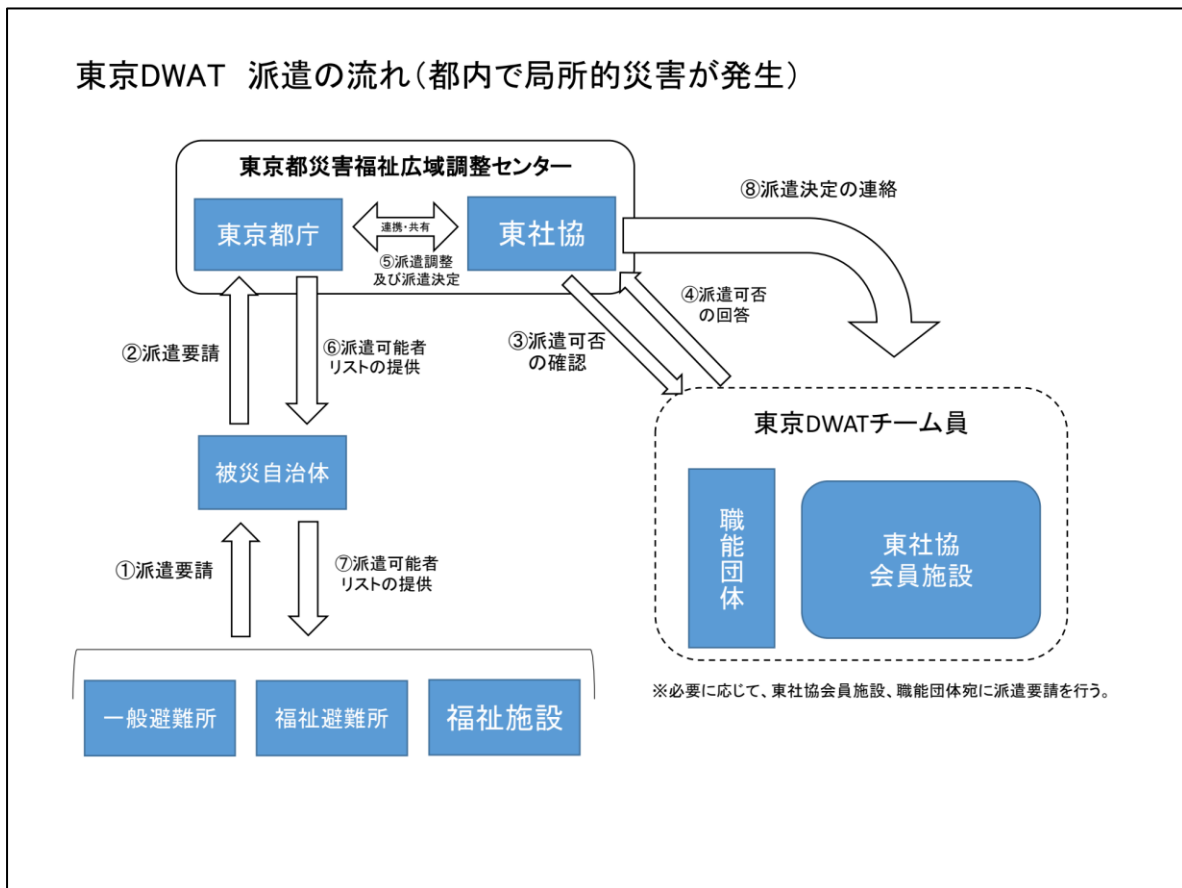 東京DWAT　派遣の流れ（都内で局所的災害が発生）
東京都災害福祉広域調整センター
東京都庁
連携・共有
東社協
⑤派遣調整
及び派遣決定
⑧派遣決定の連絡
②派遣要請
⑥派遣可能者
リストの提供
③派遣可否
の確認
④派遣可否
の回答
被災自治体
東京DWATチーム員
職能団体
東社協
会員施設
①派遣要請
⑦派遣可能者
リストの提供
※必要に応じて、東社協会員施設、職能団体宛に派遣要請を行う。
一般避難所
福祉避難所
福祉施設